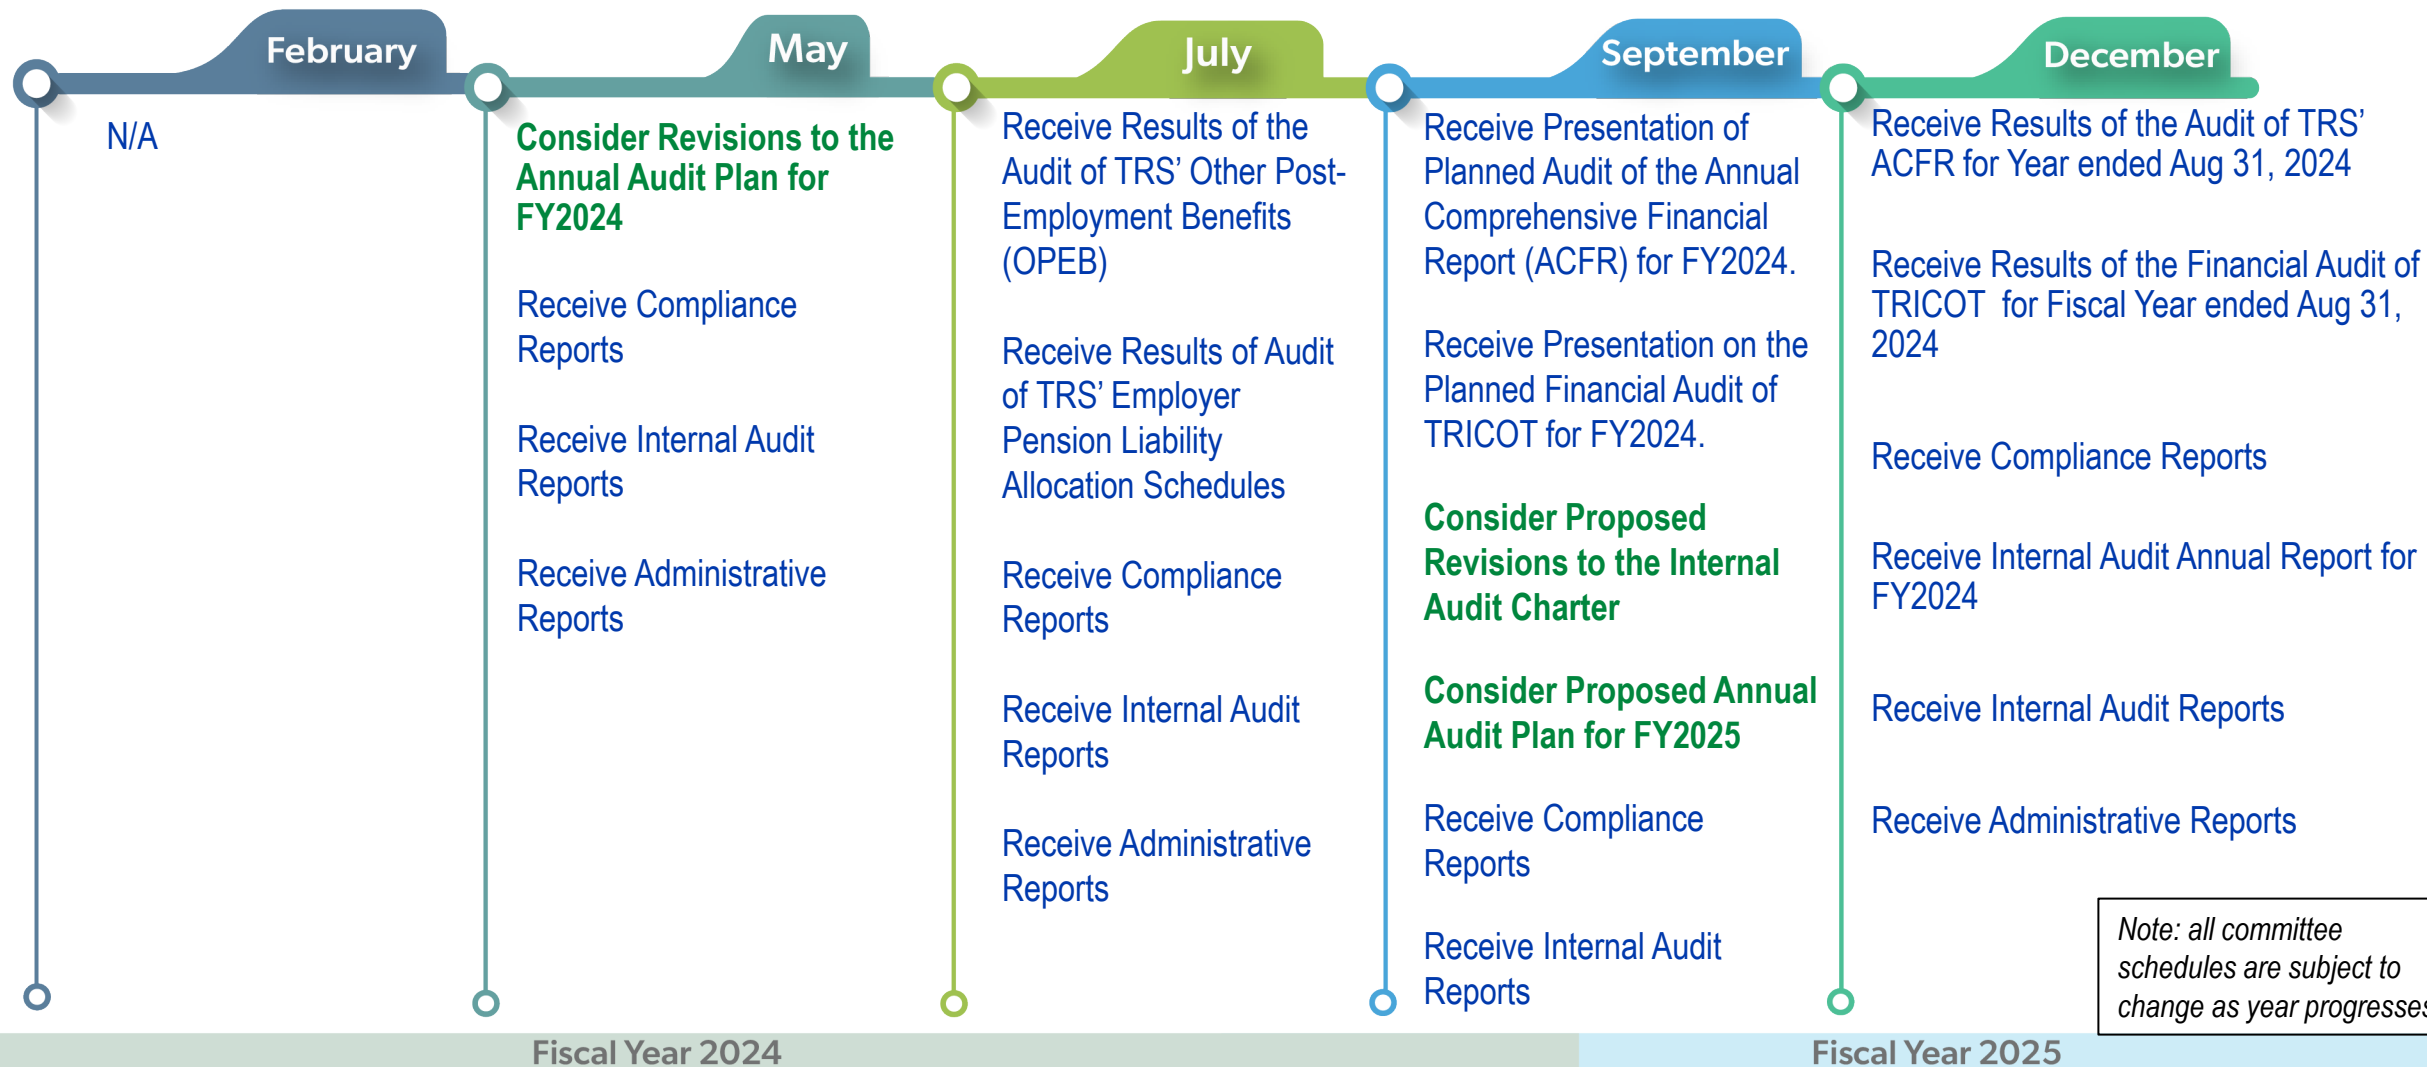 February
N/A
May
Consider Revisions to the
Annual Audit Plan for
FY2024
Receive Compliance
Reports
Receive Internal Audit
Reports
Receive Administrative
Reports
July
Receive Results of the
Audit of TRS’ Other Post-
Employment Benefits
(OPEB)
Receive Results of Audit
of TRS’ Employer
Pension Liability
Allocation Schedules
Receive Compliance
Reports
Receive Internal Audit
Reports
Receive Administrative
Reports
September
Receive Presentation of
Planned Audit of the Annual
Comprehensive Financial
Report (ACFR) for FY2024.
Receive Presentation on the
Planned Financial Audit of
TRICOT for FY2024.
Consider Proposed
Revisions to the Internal
Audit Charter
Consider Proposed Annual
Audit Plan for FY2025
Receive Compliance
Reports
Receive Internal Audit
Reports
December
Receive Results of the Audit of TRS’
ACFR for Year ended Aug 31, 2024
Receive Results of the Financial Audit of
TRICOT for Fiscal Year ended Aug 31,
2024
Receive Compliance Reports
Receive Internal Audit Annual Report for
FY2024
Receive Internal Audit Reports
Receive Administrative Reports
Note: all committee
schedules are subject to
change as year progresses
Fiscal Year 2024
Fiscal Year 2025